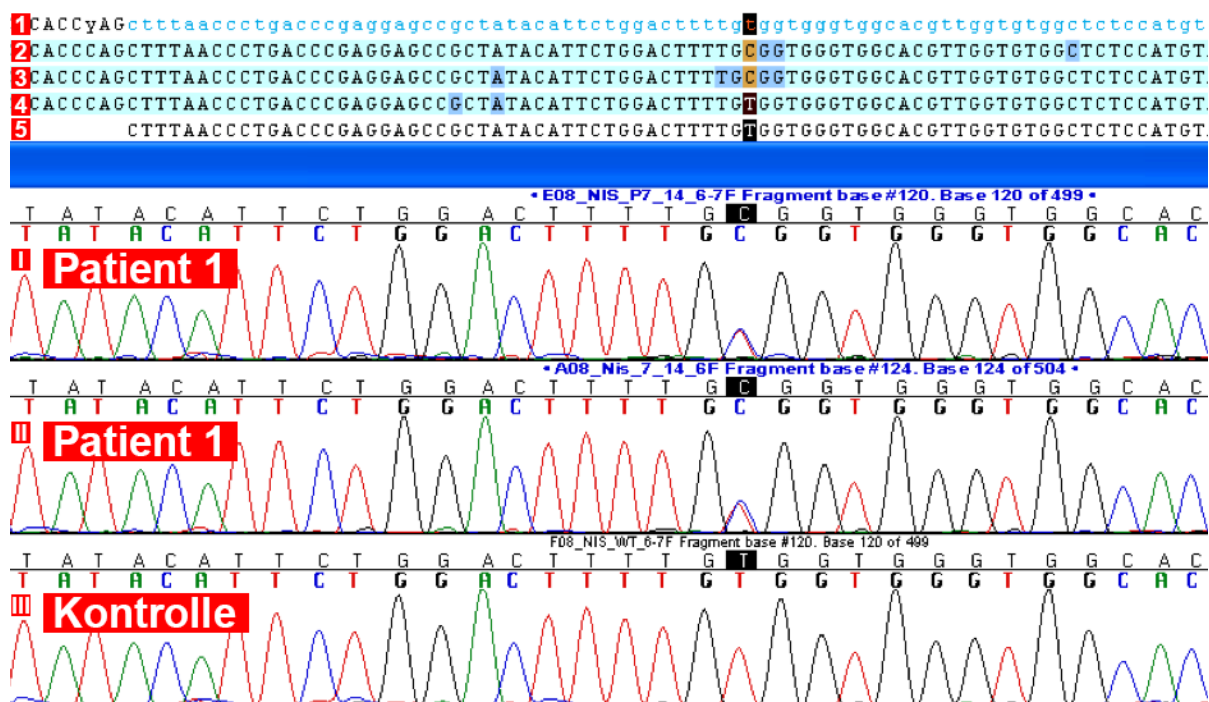 1 CACCyAGctttaaccctgacccgaggagccgctatacattctggacttttgtggtgggtggcacgttggtgtggctctccatgt
2 CACCCAGCTTTAACCCTGACCCGAGGAGCCGCTATACATTCTGGACTTTTGCGGTGGGTGGCACGTTGGTGTGGCTCTCCATGT
3 CACCCAGCTTTAACCCTGACCCGAGGAGCCGCTATACATTCTGGACTTTTGCGGTGGGTGGCACGTTGGTGTGGCTCTCCATGT
4 CACCCAGCTTTAACCCTGACCCGAGGAGCCGCTATACATTCTGGACTTTTGTGGTGGGTGGCACGTTGGTGTGGCTCTCCATGT
5 CTTTAACCCTGACCCGAGGAGCCGCTATACATTCTGGACTTTTGTGGTGGGTGGCACGTTGGTGTGGCTCTCCATGT
• E08_NIS_P7_14_6-7F Fragment base #120. Base 120 of 499 •
T A T A C A T T C T G G A C T T T T G C G G T G G G T G G C A C
T A T A C A T T C T G G A C T T T T G C G G T G G G T G G C A C
I Patient 1
• A08_Nis_7_14_6F Fragment base #124. Base 124 of 504 •
T A T A C A T T C T G G A C T T T T G C G G T G G G T G G C A C
T A T A C A T T C T G G A C T T T T G C G G T G G G T G G C A C
II Patient 1
F08_NIS_WT_6-7F Fragment base #120. Base 120 of 499
T A T A C A T T C T G G A C T T T T G T G G T G G G T G G C A C
T A T A C A T T C T G G A C T T T T G T G G T G G G T G G C A C
III Kontrolle